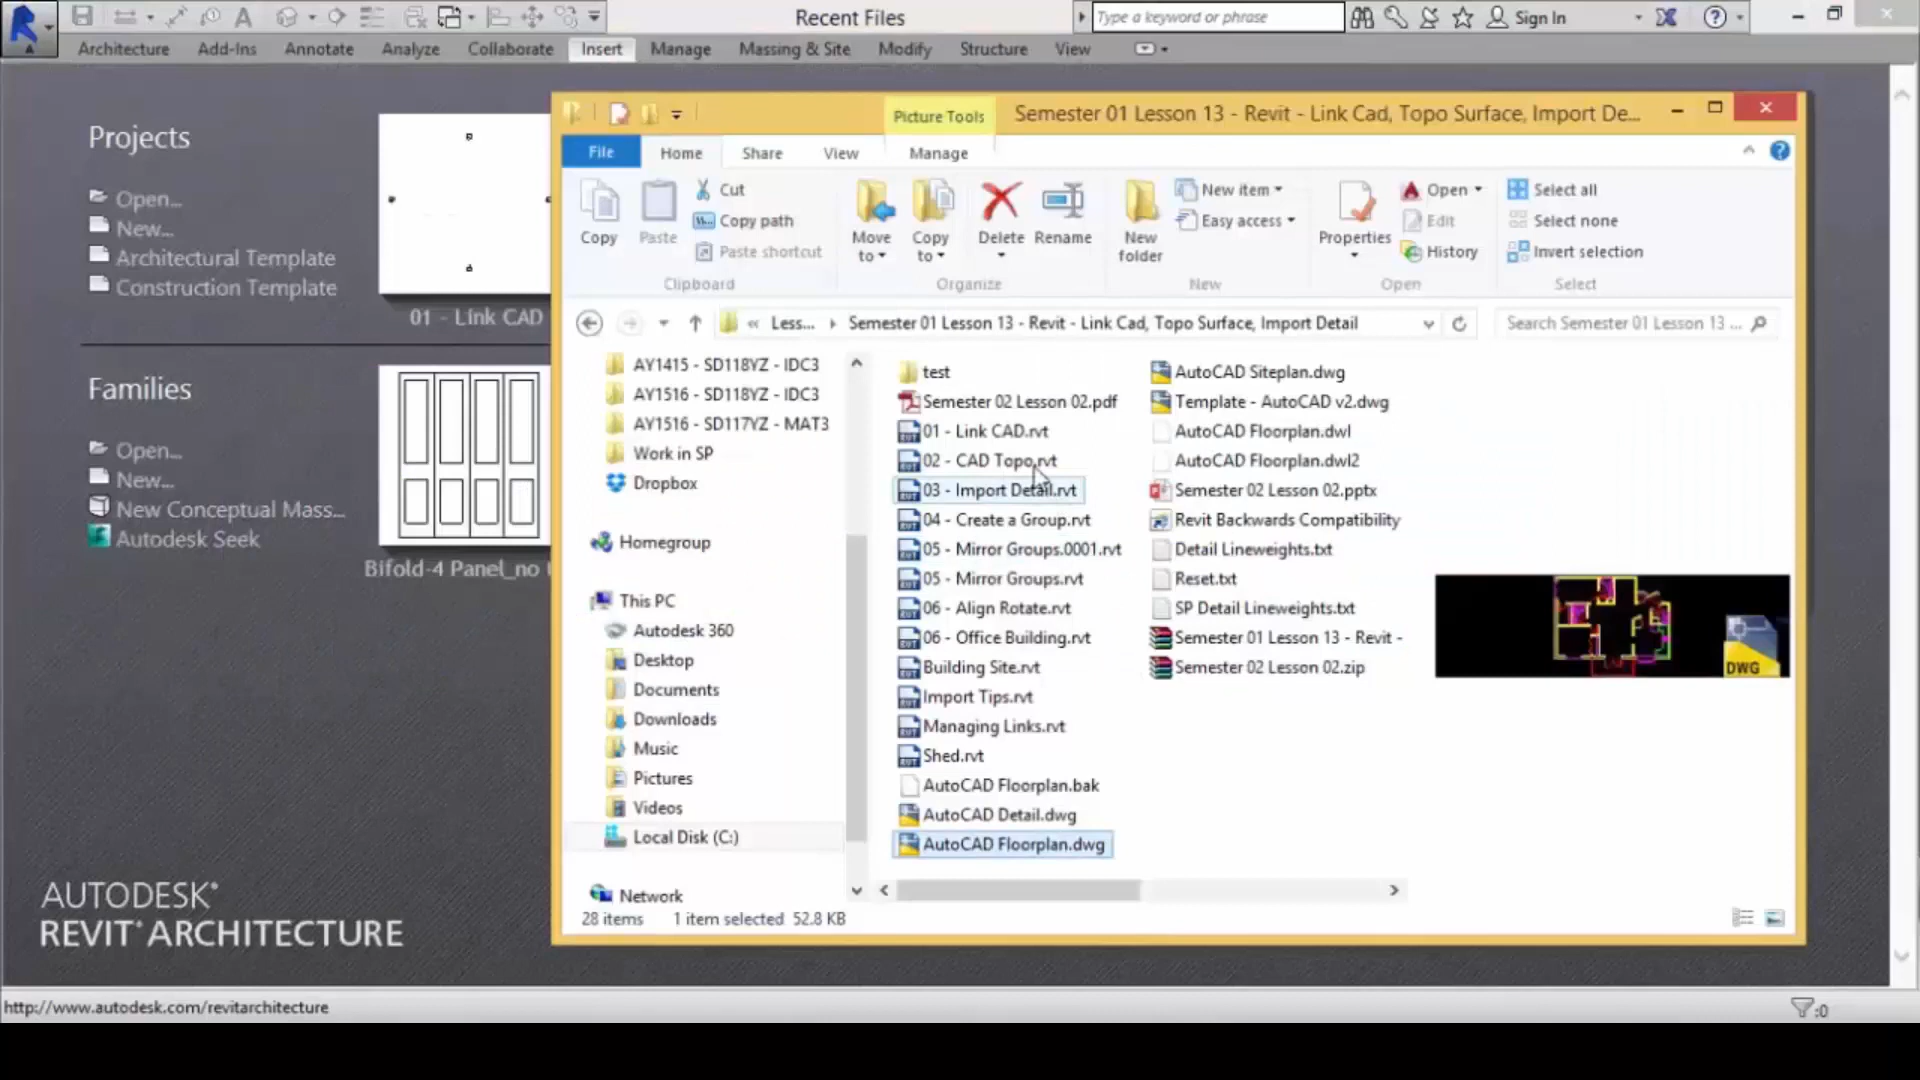 Recent Files
Type a keyword or phrase
Sign In
Architecture Add-Ins Annotate Analyze Collaborate Insert Manage Massing & Site Modify Structure View
Projects
Open...
New...
Architectural Template
Construction Template
01 - Link CAD
Families
Open...
New...
New Conceptual Mass...
Autodesk Seek
Bifold-4 Panel_no
AUTODESK®
REVIT® ARCHITECTURE
http://www.autodesk.com/revitarchitecture
:0
Picture Tools
Semester 01 Lesson 13 - Revit - Link Cad, Topo Surface, Import De...
File Home Share View Manage
Copy
Paste
Cut
Copy path
Paste shortcut
Clipboard
Move to
Copy to
Delete
Rename
Organize
New folder
New item
Easy access
New
Properties
Open
Edit
History
Open
Select all
Select none
Invert selection
Select
« Less... Semester 01 Lesson 13 - Revit - Link Cad, Topo Surface, Import Detail
Search Semester 01 Lesson 13 ...
AY1415 - SD118YZ - IDC3
AY1516 - SD118YZ - IDC3
AY1516 - SD117YZ - MAT3
Work in SP
Dropbox
Homegroup
This PC
Autodesk 360
Desktop
Documents
Downloads
Music
Pictures
Videos
Local Disk (C:)
Network
test
Semester 02 Lesson 02.pdf
01 - Link CAD.rvt
02 - CAD Topo.rvt
03 - Import Detail.rvt
04 - Create a Group.rvt
05 - Mirror Groups.0001.rvt
05 - Mirror Groups.rvt
06 - Align Rotate.rvt
06 - Office Building.rvt
Building Site.rvt
Import Tips.rvt
Managing Links.rvt
Shed.rvt
AutoCAD Floorplan.bak
AutoCAD Detail.dwg
AutoCAD Floorplan.dwg
AutoCAD Siteplan.dwg
Template - AutoCAD v2.dwg
AutoCAD Floorplan.dwl
AutoCAD Floorplan.dwl2
Semester 02 Lesson 02.pptx
Revit Backwards Compatibility
Detail Lineweights.txt
Reset.txt
SP Detail Lineweights.txt
Semester 01 Lesson 13 - Revit -
Semester 02 Lesson 02.zip
DWG
28 items 1 item selected 52.8 KB